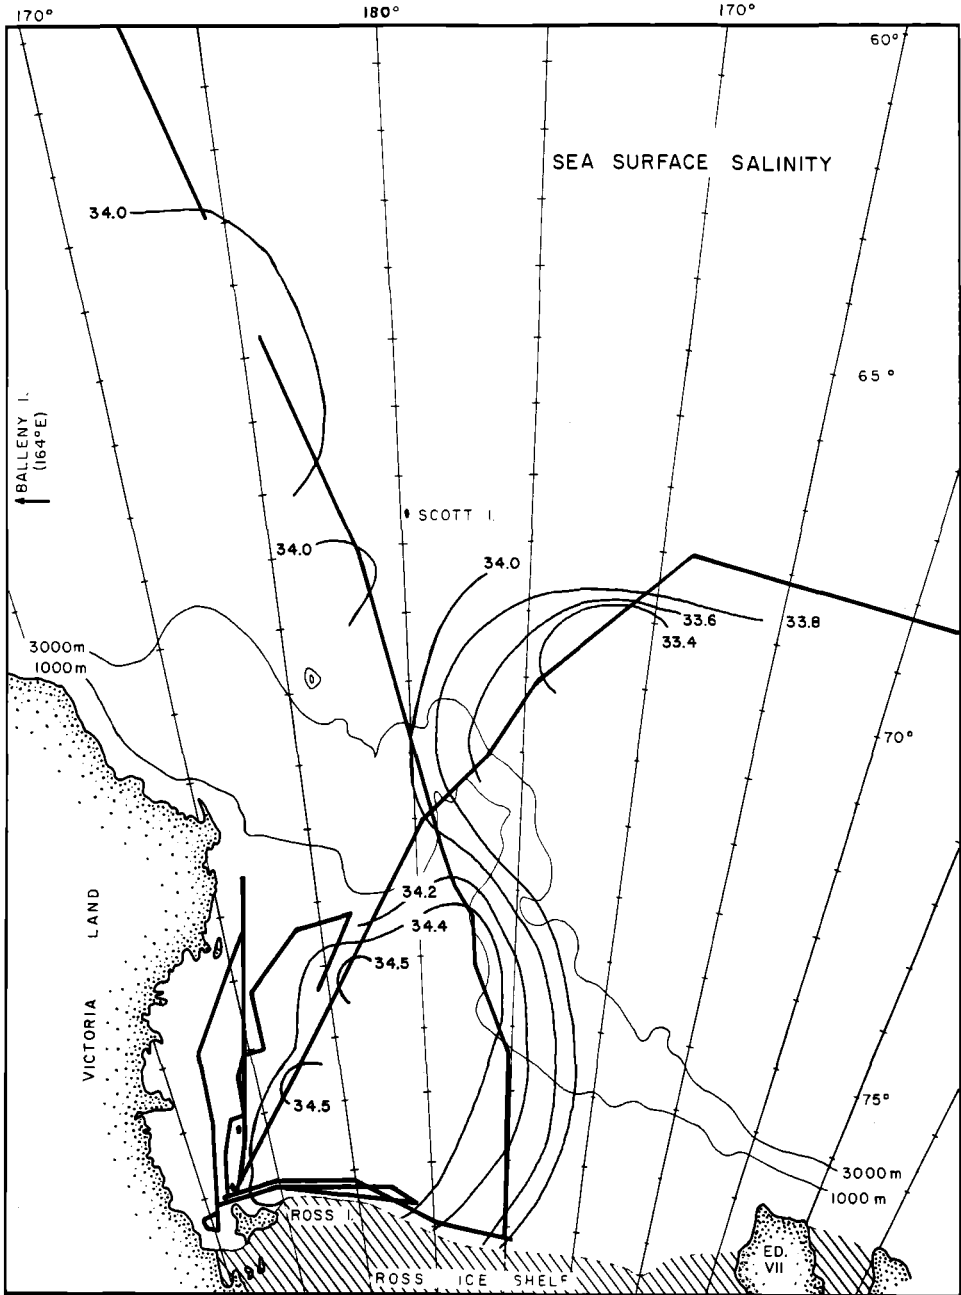 170°
180°
170°
60°
SEA SURFACE SALINITY
34.0
65°
BALLENY I.
(164°E)
SCOTT I.
34.0
34.0
33.6
33.8
33.4
3000m
1000m
70°
34.2
34.4
34.5
VICTORIA LAND
34.5
75°
3000m
1000m
ROSS I.
ED.
VII
ROSS ICE SHELF